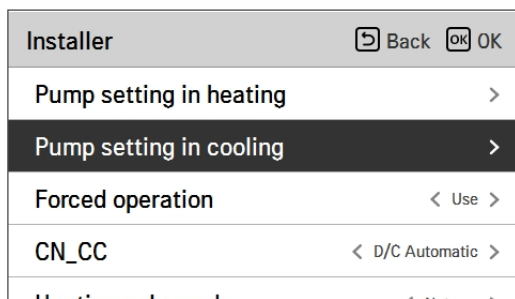 Installer Back OK OK
Pump setting in heating >
Pump setting in cooling >
Forced operation < Use >
CN_CC < D/C Automatic >